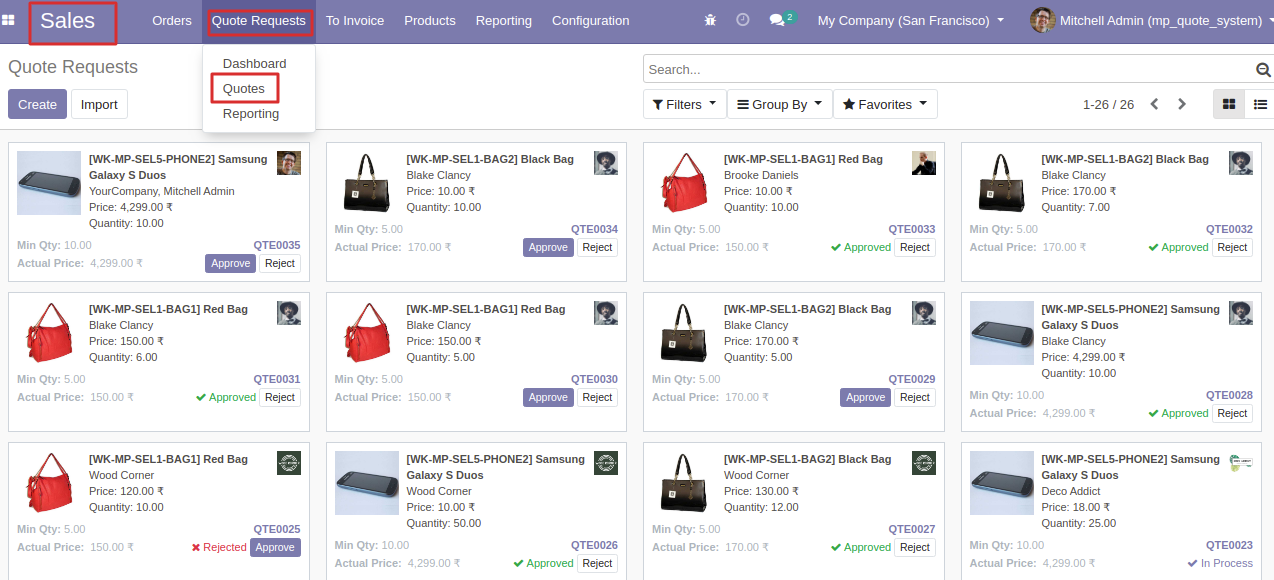 Sales Orders Quote Requests To Invoice Products Reporting Configuration 2 My Company (San Francisco) Mitchell Admin (mp_quote_system)
Quote Requests
Dashboard
Quotes
Reporting
Search...
Create Import
Filters Group By Favorites 1-26 / 26
[WK-MP-SEL5-PHONE2] Samsung
Galaxy S Duos
YourCompany, Mitchell Admin
Price: 4,299.00 ₹
Quantity: 10.00
Min Qty: 10.00 QTE0035
Actual Price: 4,299.00 ₹ Approve Reject
[WK-MP-SEL1-BAG2] Black Bag
Blake Clancy
Price: 10.00 ₹
Quantity: 10.00
Min Qty: 5.00 QTE0034
Actual Price: 170.00 ₹ Approve Reject
[WK-MP-SEL1-BAG1] Red Bag
Brooke Daniels
Price: 10.00 ₹
Quantity: 10.00
Min Qty: 5.00 QTE0033
Actual Price: 150.00 ₹ Approved Reject
[WK-MP-SEL1-BAG2] Black Bag
Blake Clancy
Price: 170.00 ₹
Quantity: 7.00
Min Qty: 5.00 QTE0032
Actual Price: 170.00 ₹ Approved Reject
[WK-MP-SEL1-BAG1] Red Bag
Blake Clancy
Price: 150.00 ₹
Quantity: 6.00
Min Qty: 5.00 QTE0031
Actual Price: 150.00 ₹ Approved Reject
[WK-MP-SEL1-BAG1] Red Bag
Blake Clancy
Price: 150.00 ₹
Quantity: 5.00
Min Qty: 5.00 QTE0030
Actual Price: 150.00 ₹ Approve Reject
[WK-MP-SEL1-BAG2] Black Bag
Blake Clancy
Price: 170.00 ₹
Quantity: 5.00
Min Qty: 5.00 QTE0029
Actual Price: 170.00 ₹ Approve Reject
[WK-MP-SEL5-PHONE2] Samsung
Galaxy S Duos
Blake Clancy
Price: 4,299.00 ₹
Quantity: 10.00
Min Qty: 10.00 QTE0028
Actual Price: 4,299.00 ₹ Approved Reject
[WK-MP-SEL1-BAG1] Red Bag
Wood Corner
Price: 120.00 ₹
Quantity: 10.00
Min Qty: 5.00 QTE0025
Actual Price: 150.00 ₹ Rejected Approve
[WK-MP-SEL5-PHONE2] Samsung
Galaxy S Duos
Wood Corner
Price: 10.00 ₹
Quantity: 50.00
Min Qty: 10.00 QTE0026
Actual Price: 4,299.00 ₹ Approved Reject
[WK-MP-SEL1-BAG2] Black Bag
Wood Corner
Price: 130.00 ₹
Quantity: 12.00
Min Qty: 5.00 QTE0027
Actual Price: 170.00 ₹ Approved Reject
[WK-MP-SEL5-PHONE2] Samsung
Galaxy S Duos
Deco Addict
Price: 18.00 ₹
Quantity: 25.00
Min Qty: 10.00 QTE0023
Actual Price: 4,299.00 ₹ In Process